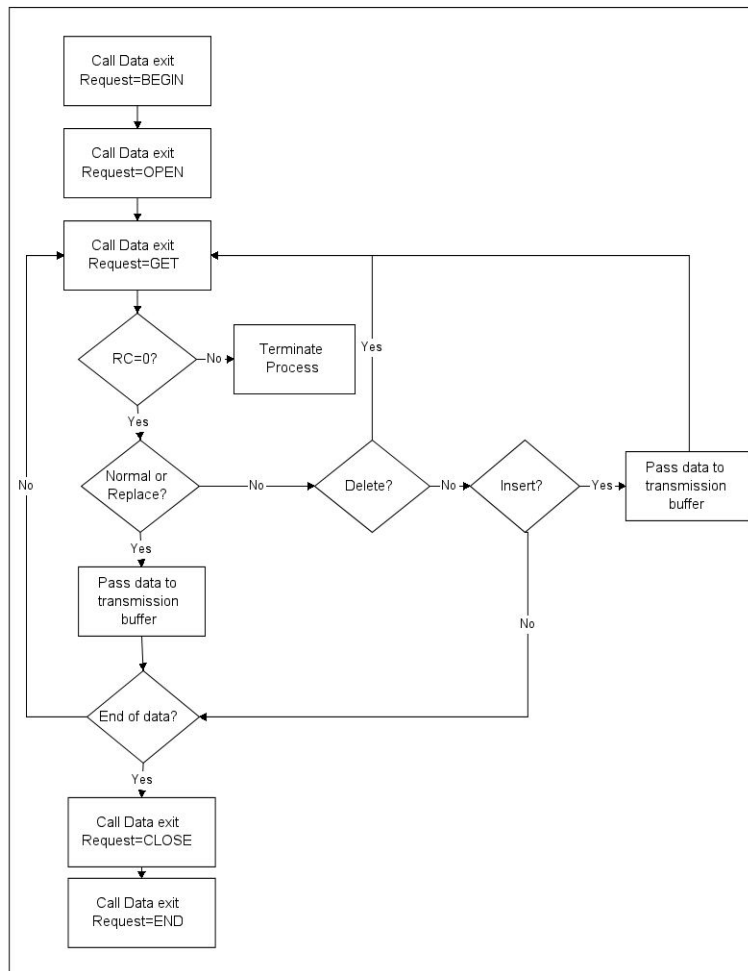 Call Data exit
Request=BEGIN
Call Data exit
Request=OPEN
Call Data exit
Request=GET
RC=0?
No
Terminate
Process
Yes
Yes
No
Normal or
Replace?
No
Delete?
No
Insert?
Yes
Pass data to
transmission
buffer
Yes
Pass data to
transmission
buffer
No
End of data?
Yes
Call Data exit
Request=CLOSE
Call Data exit
Request=END